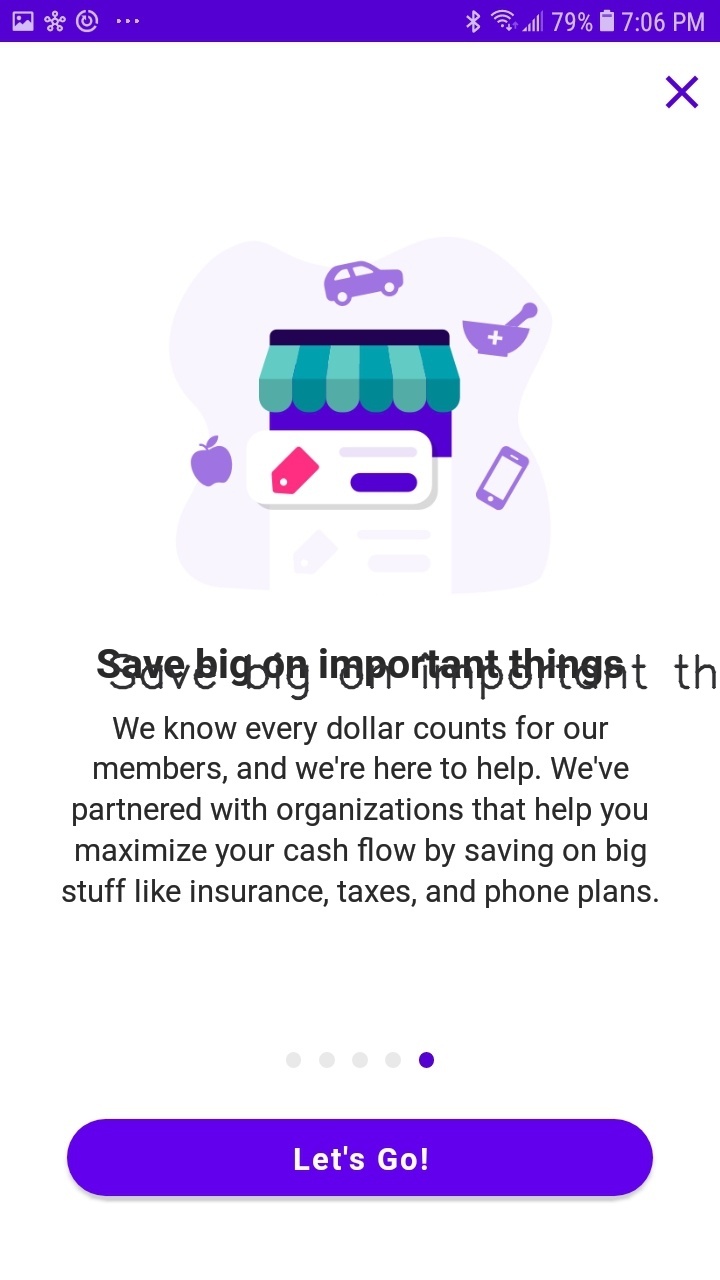 79% 7:06 PM
Save big on important things
Save big on important th
We know every dollar counts for our
members, and we're here to help. We've
partnered with organizations that help you
maximize your cash flow by saving on big
stuff like insurance, taxes, and phone plans.
Let's Go!